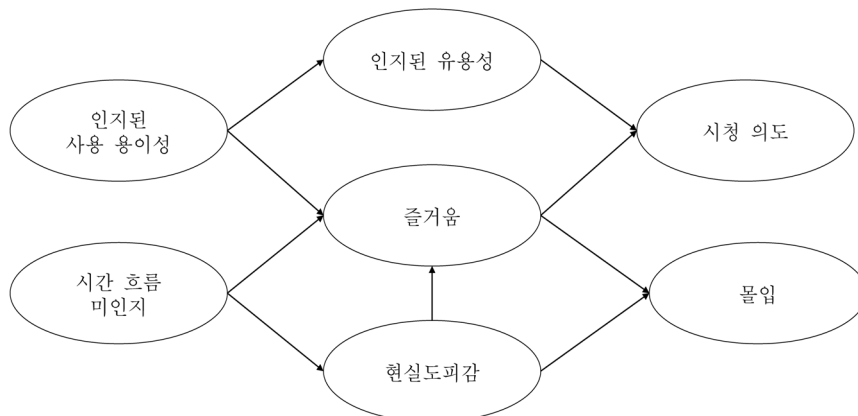 인지된 유용성
인지된
사용 용이성
시청 의도
즐거움
시간 흐름
미인지
몰입
현실도피감